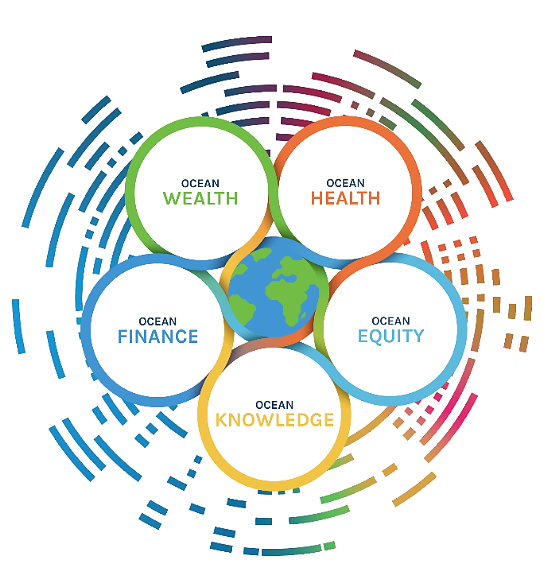 OCEAN
WEALTH
OCEAN
HEALTH
OCEAN
FINANCE
OCEAN
EQUITY
OCEAN
KNOWLEDGE